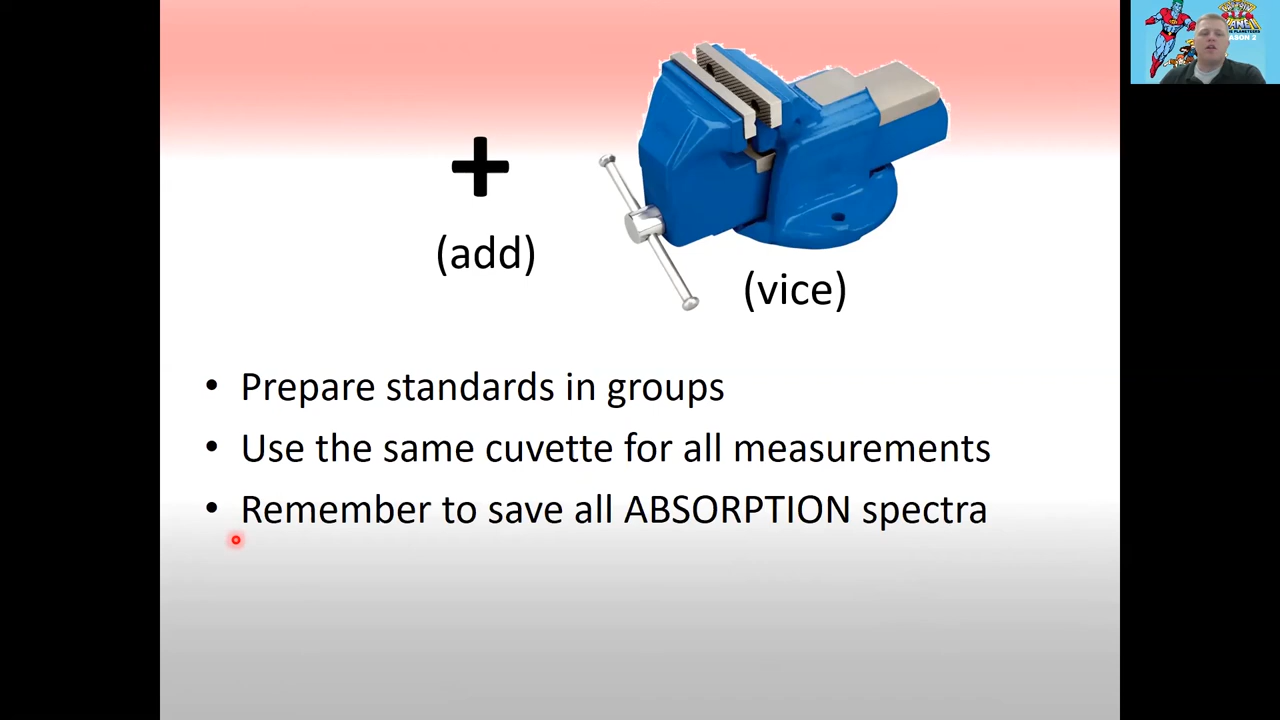 +
(add)
(vice)
• Prepare standards in groups
• Use the same cuvette for all measurements
• Remember to save all ABSORPTION spectra